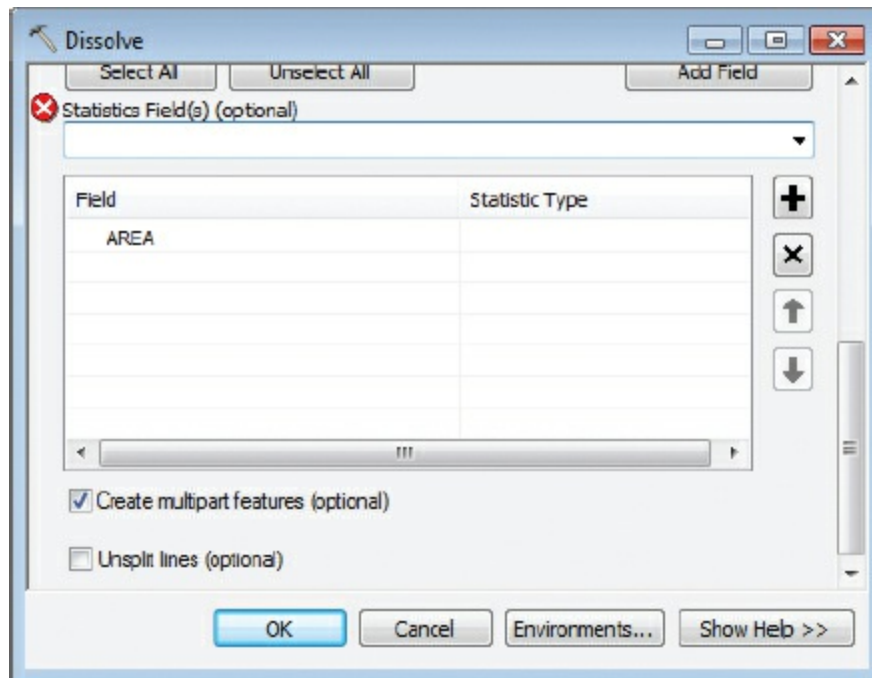 Dissolve
Select All Unselect All Add Field
Statistics Field(s) (optional)
Field Statistic Type
AREA
Create multipart features (optional)
Unsplit lines (optional)
OK Cancel Environments... Show Help >>